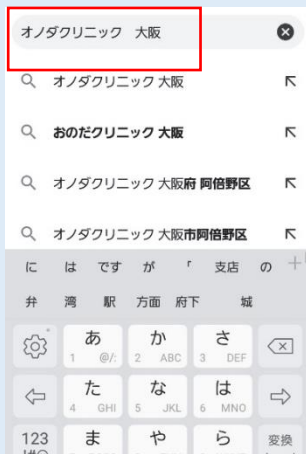 オノダクリニック　大阪
オノダクリニック 大阪
おのだクリニック 大阪
オノダクリニック 大阪府 阿倍野区
オノダクリニック 大阪市阿倍野区
に は です が 「 支店 の
弁 湾 駅 方面 府下 城
あ か さ
1 @/: 2 ABC 3 DEF
た な は
4 GHI 5 JKL 6 MNO
123 ま や ら 変換